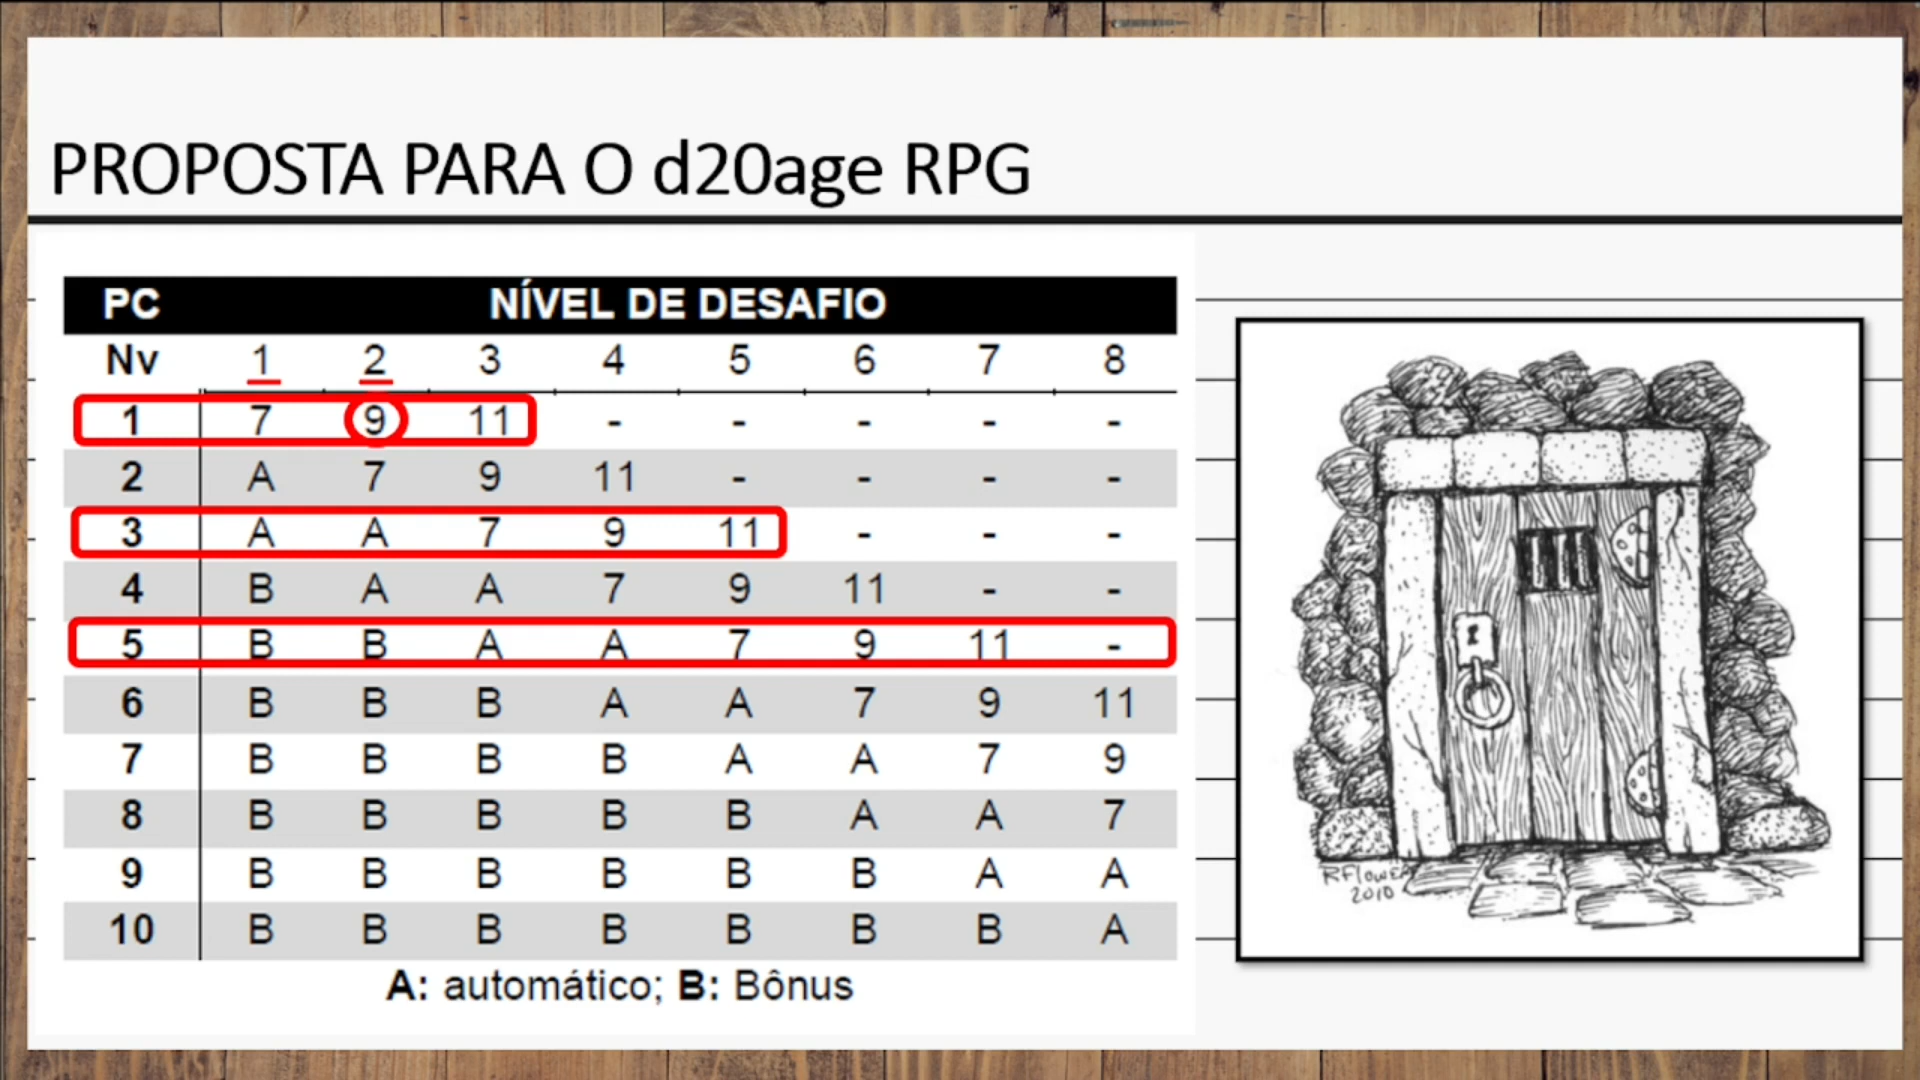 PROPOSTA PARA O d20age RPG
PC NÍVEL DE DESAFIO
Nv 1 2 3 4 5 6 7 8
1 7 9 11 - - - - -
2 A 7 9 11 - - - -
3 A A 7 9 11 - - -
4 B A A 7 9 11 - -
5 B B A A 7 9 11 -
6 B B B A A 7 9 11
7 B B B B A A 7 9
8 B B B B B A A 7
9 B B B B B B A A
10 B B B B B B B A
A: automático; B: Bônus
RFlowers
2010